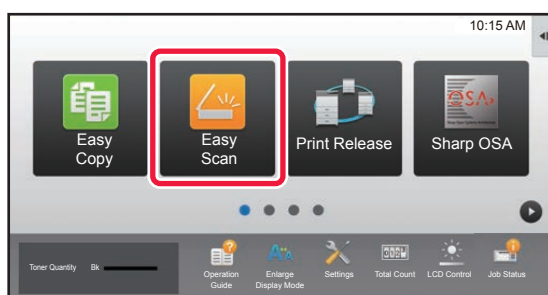 10:15 AM
Easy
Copy
Easy
Scan
Print Release
OSA
Sharp OSA
Toner Quantity Bk
Operation
Guide
Enlarge
Display Mode
Settings
Total Count
LCD Control
Job Status